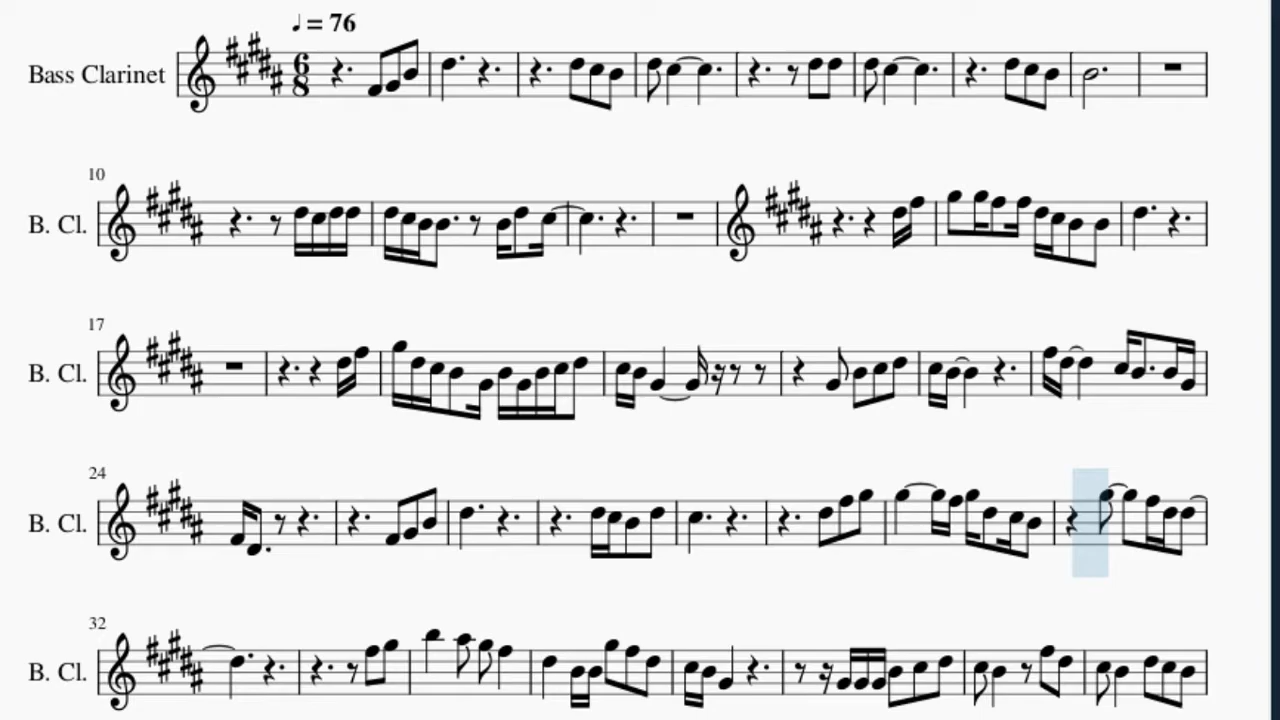 ♩ = 76
Bass Clarinet
6
8
10
B. Cl.
17
B. Cl.
24
B. Cl.
32
B. Cl.